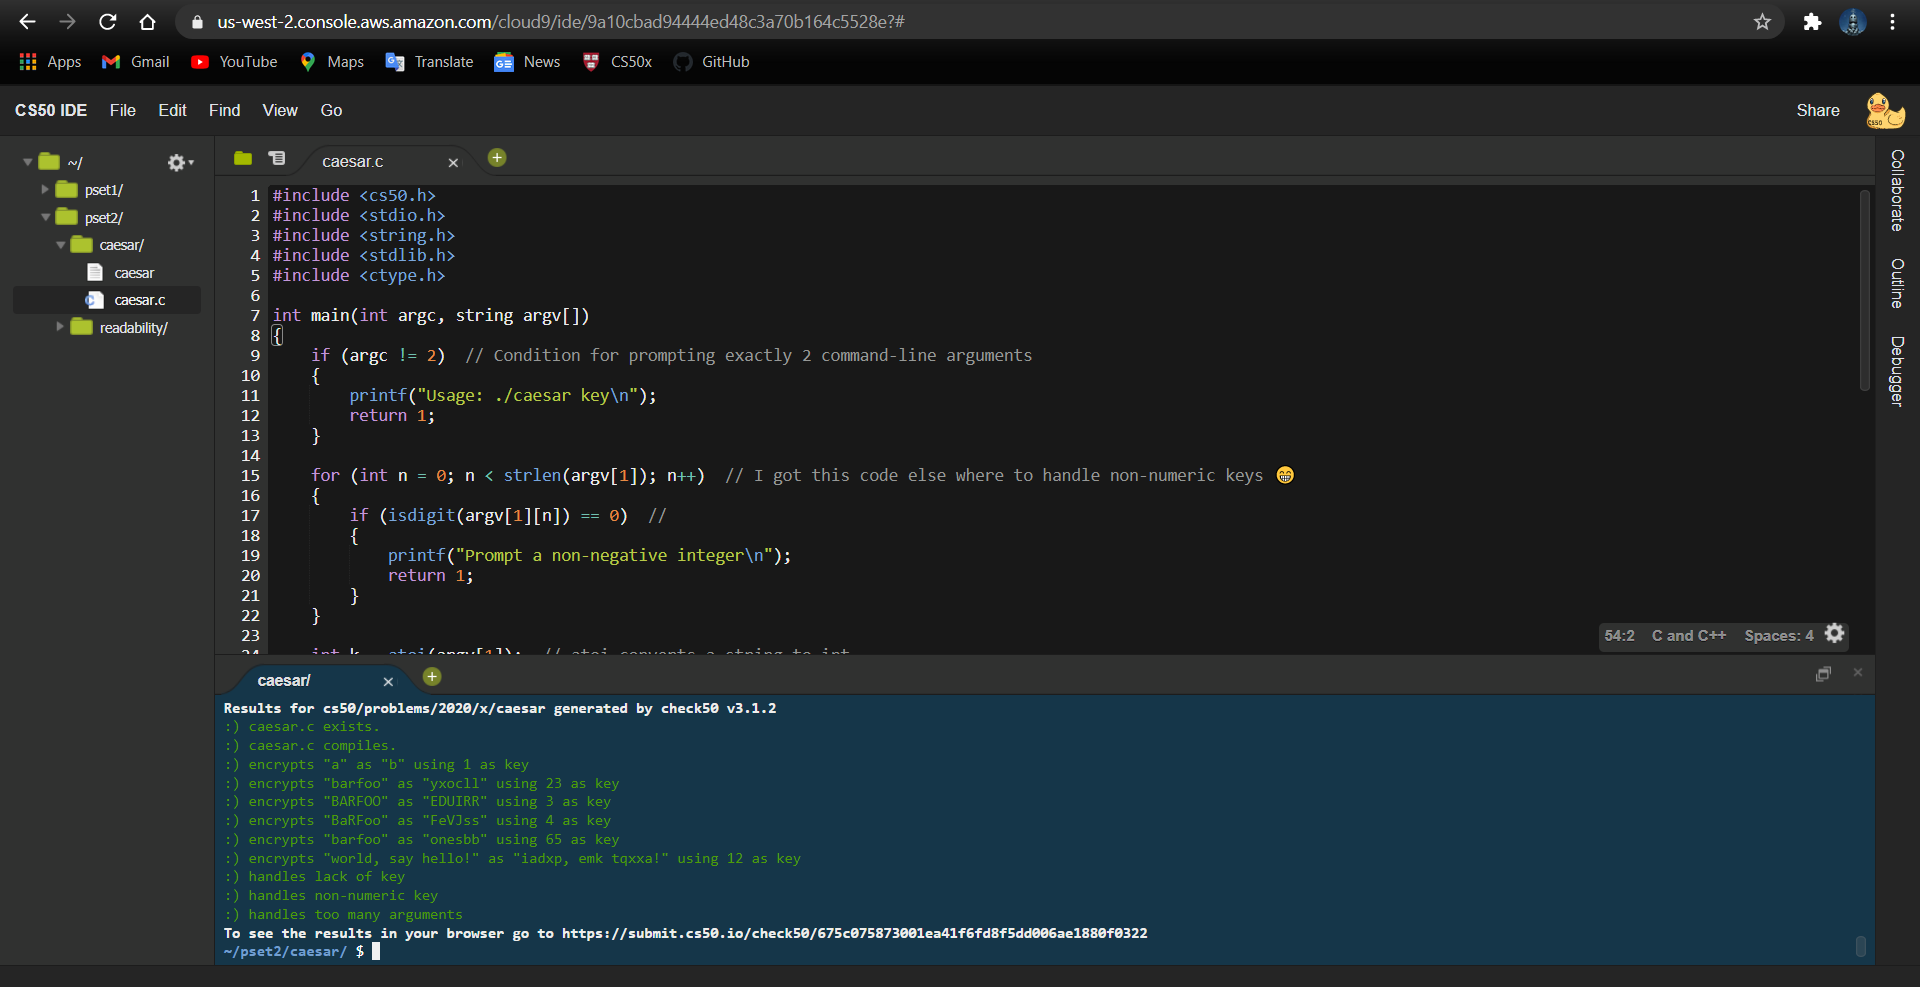 us-west-2.console.aws.amazon.com/cloud9/ide/9a10cbad94444ed48c3a70b164c5528e?#
Apps Gmail YouTube Maps Translate News CS50x GitHub
CS50 IDE File Edit Find View Go Share
~/
pset1/
pset2/
caesar/
caesar
caesar.c
readability/
caesar.c
1 #include <cs50.h>
2 #include <stdio.h>
3 #include <string.h>
4 #include <stdlib.h>
5 #include <ctype.h>
6
7 int main(int argc, string argv[])
8 {
9 if (argc != 2) // Condition for prompting exactly 2 command-line arguments
10 {
11 printf("Usage: ./caesar key\n");
12 return 1;
13 }
14
15 for (int n = 0; n < strlen(argv[1]); n++) // I got this code else where to handle non-numeric keys 😁
16 {
17 if (isdigit(argv[1][n]) == 0) //
18 {
19 printf("Prompt a non-negative integer\n");
20 return 1;
21 }
22 }
23
24 int k = atoi(argv[1]); // atoi converts a string to int
54:2 C and C++ Spaces: 4
Collaborate
Outline
Debugger
caesar/
Results for cs50/problems/2020/x/caesar generated by check50 v3.1.2
:) caesar.c exists.
:) caesar.c compiles.
:) encrypts "a" as "b" using 1 as key
:) encrypts "barfoo" as "yxocll" using 23 as key
:) encrypts "BARFOO" as "EDUIRR" using 3 as key
:) encrypts "BaRFoo" as "FeVJss" using 4 as key
:) encrypts "barfoo" as "onesbb" using 65 as key
:) encrypts "world, say hello!" as "iadxp, emk tqxxa!" using 12 as key
:) handles lack of key
:) handles non-numeric key
:) handles too many arguments
To see the results in your browser go to https://submit.cs50.io/check50/675c075873001ea41f6fd8f5dd006ae1880f0322
~/pset2/caesar/ $